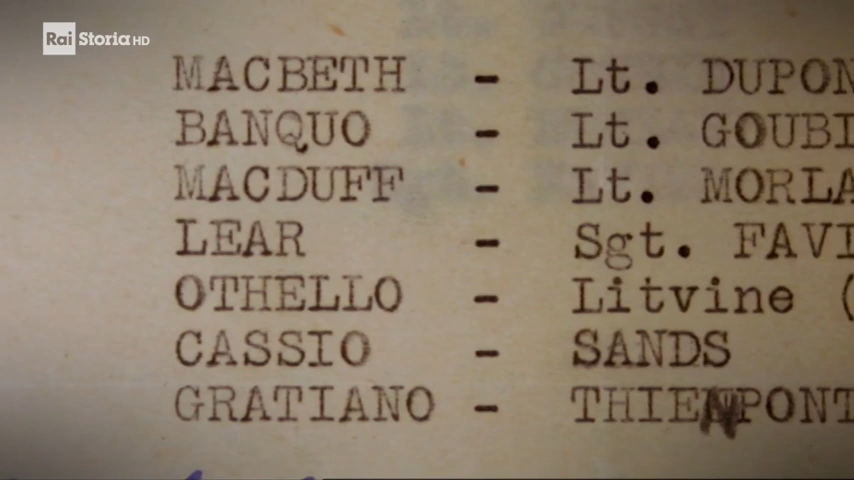 Rai Storia HD
MACBETH - Lt. DUPON
BANQUO - Lt. GOUBI
MACDUFF - Lt. MORLA
LEAR - Sgt. FAVI
OTHELLO - Litvine (
CASSIO - SANDS
GRATIANO - THIENPONT